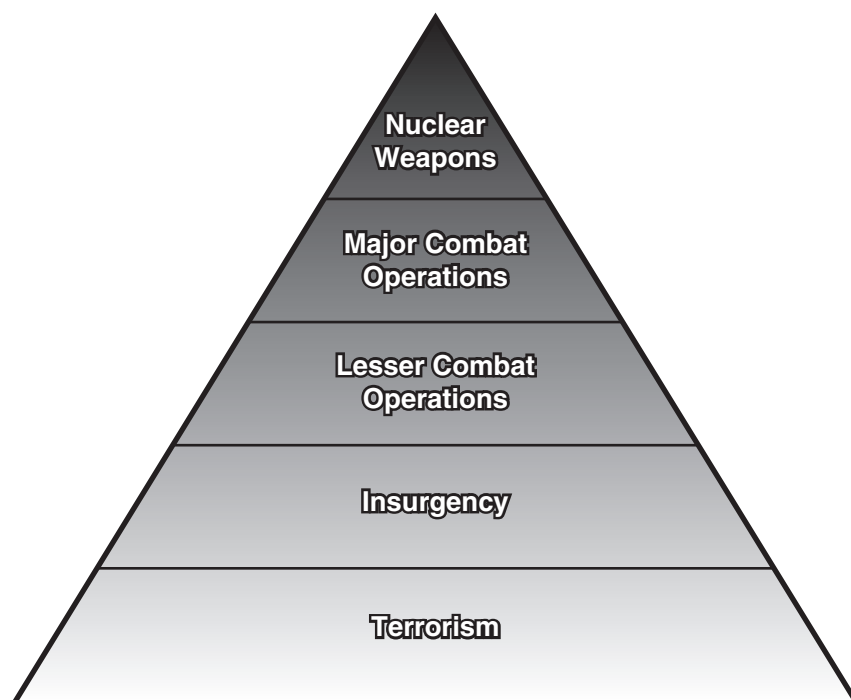 Nuclear
Weapons
Major Combat
Operations
Lesser Combat
Operations
Insurgency
Terrorism